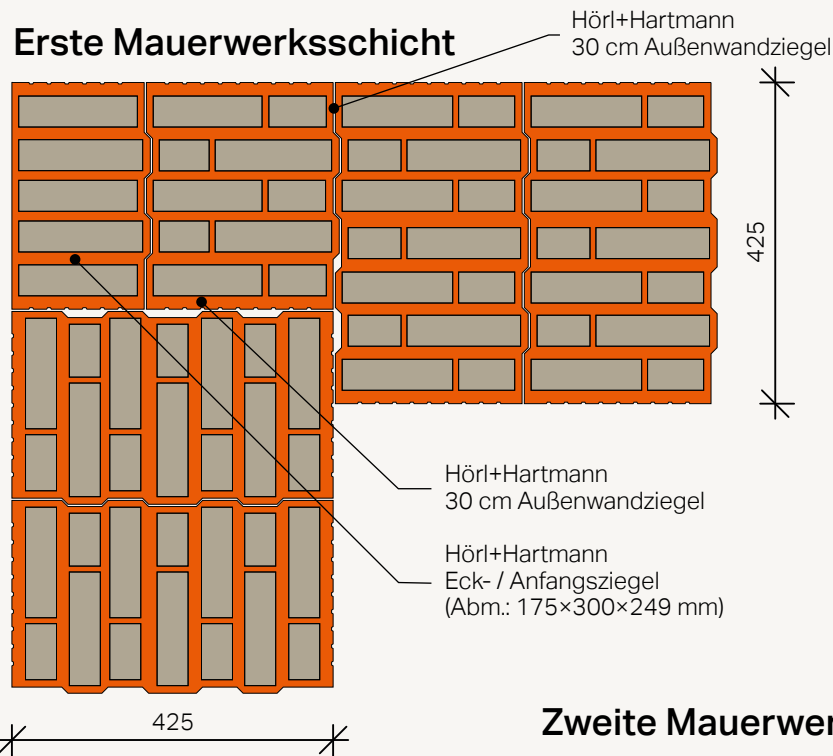 Erste Mauerwerksschicht
Hörl+Hartmann
30 cm Außenwandziegel
425
Hörl+Hartmann
30 cm Außenwandziegel
Hörl+Hartmann
Eck- / Anfangsziegel
(Abm.: 175×300×249 mm)
425
Zweite Mauerwer